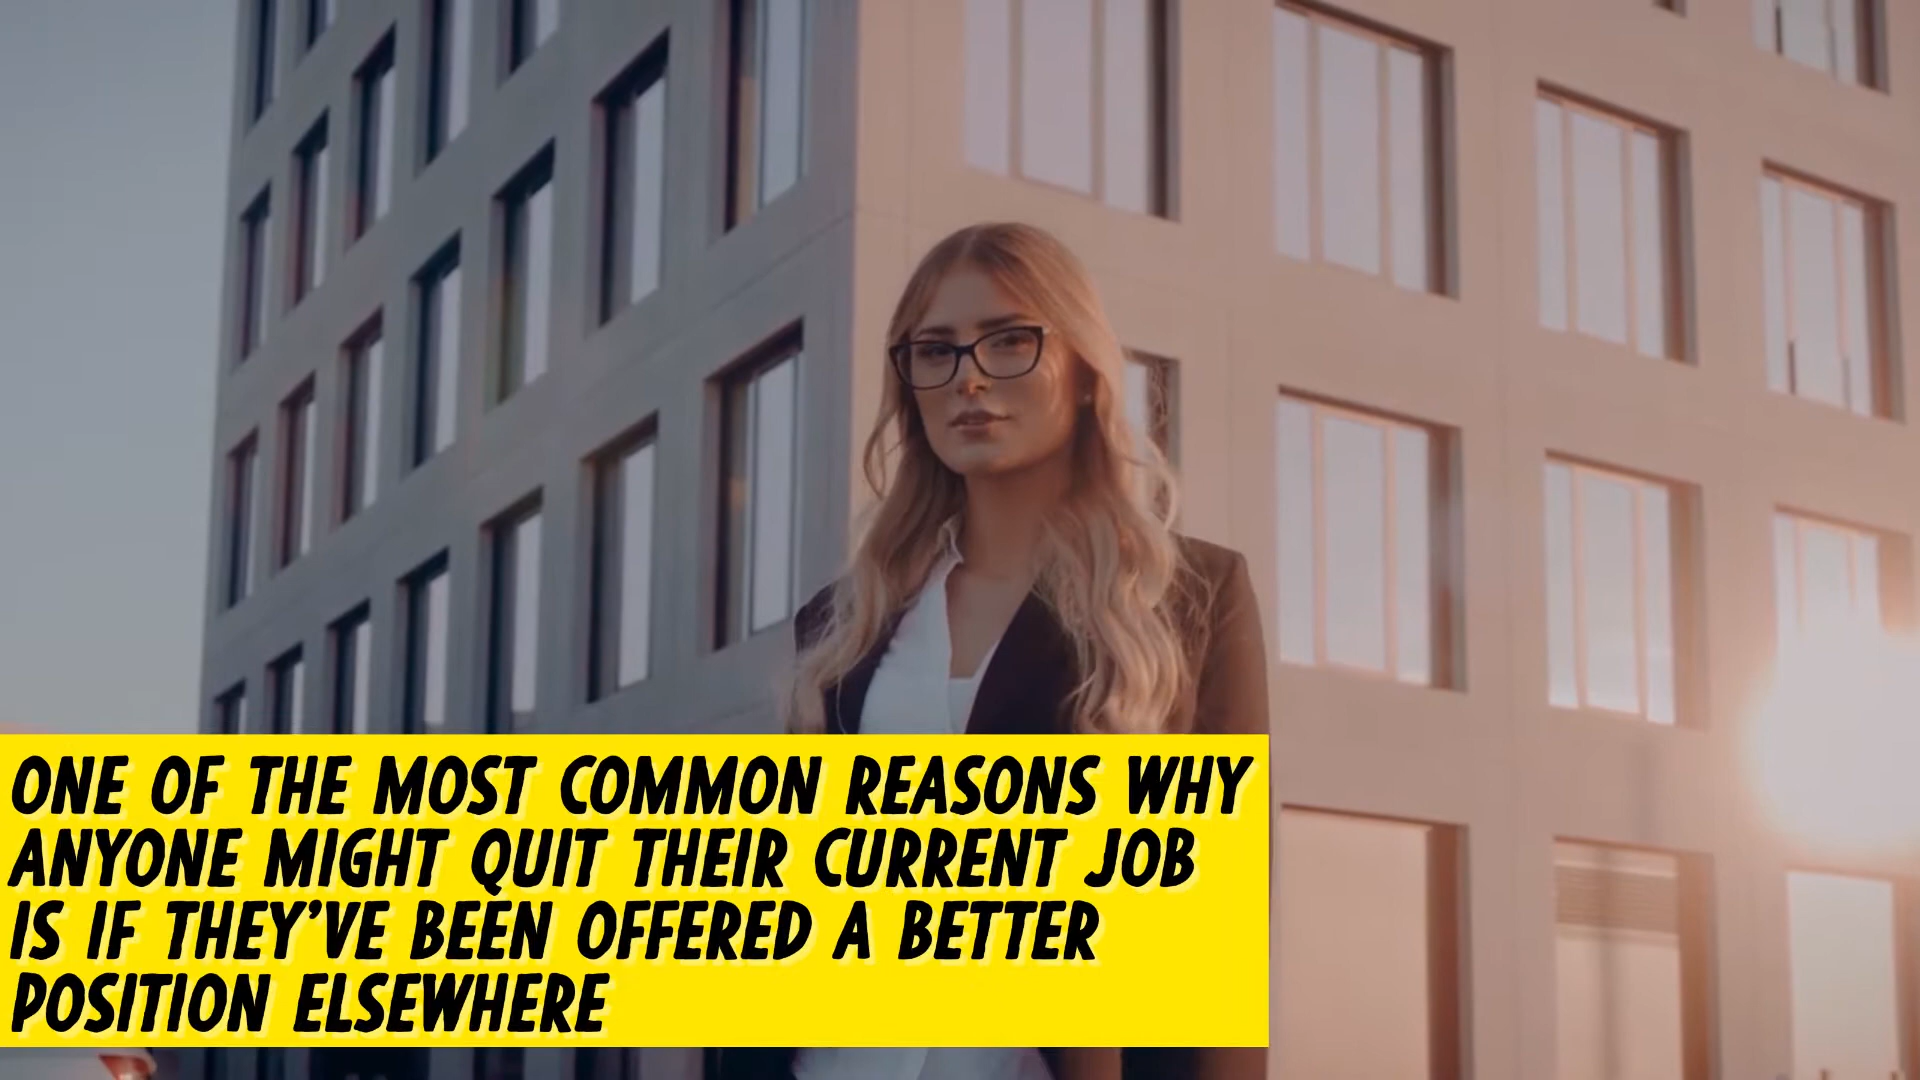 ONE OF THE MOST COMMON REASONS WHY
ANYONE MIGHT QUIT THEIR CURRENT JOB
IS IF THEY'VE BEEN OFFERED A BETTER
POSITION ELSEWHERE